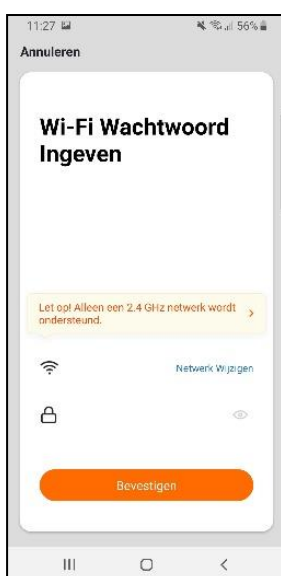 11:27 56%
Annuleren
Wi-Fi Wachtwoord
Ingeven
Let op! Alleen een 2.4 GHz netwerk wordt
ondersteund.
Netwerk Wijzigen
Bevestigen